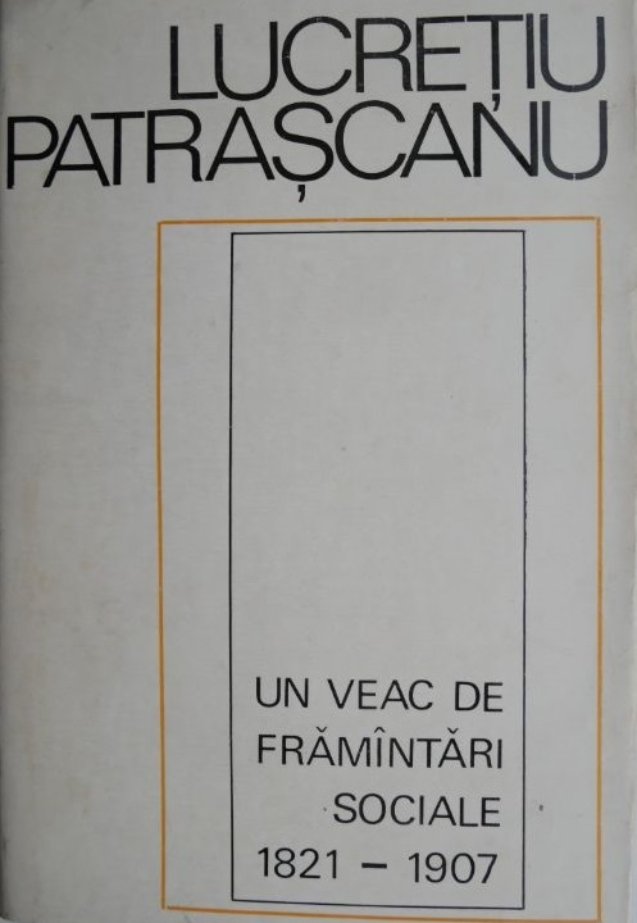 LUCREȚIU
PATRAȘCANU
UN VEAC DE
FRĂMÎNTĂRI
SOCIALE
1821 – 1907